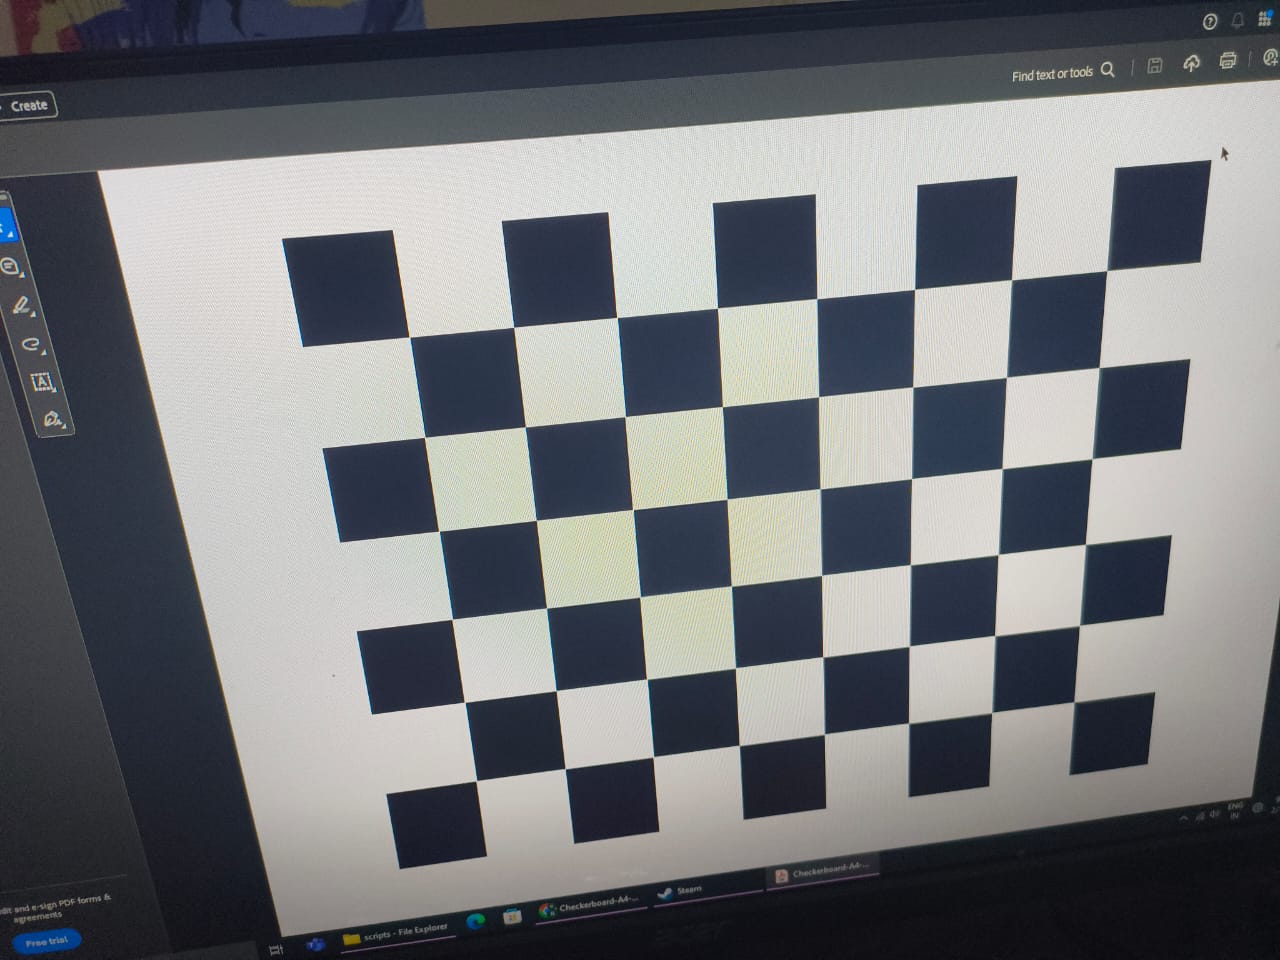 Create
Find text or tools
A
ENG
IN
edit and e-sign PDF forms &
agreements
Free trial
scripts - File Explorer
Checkerboard-A4-...
Steam
Checkerboard-A4-...